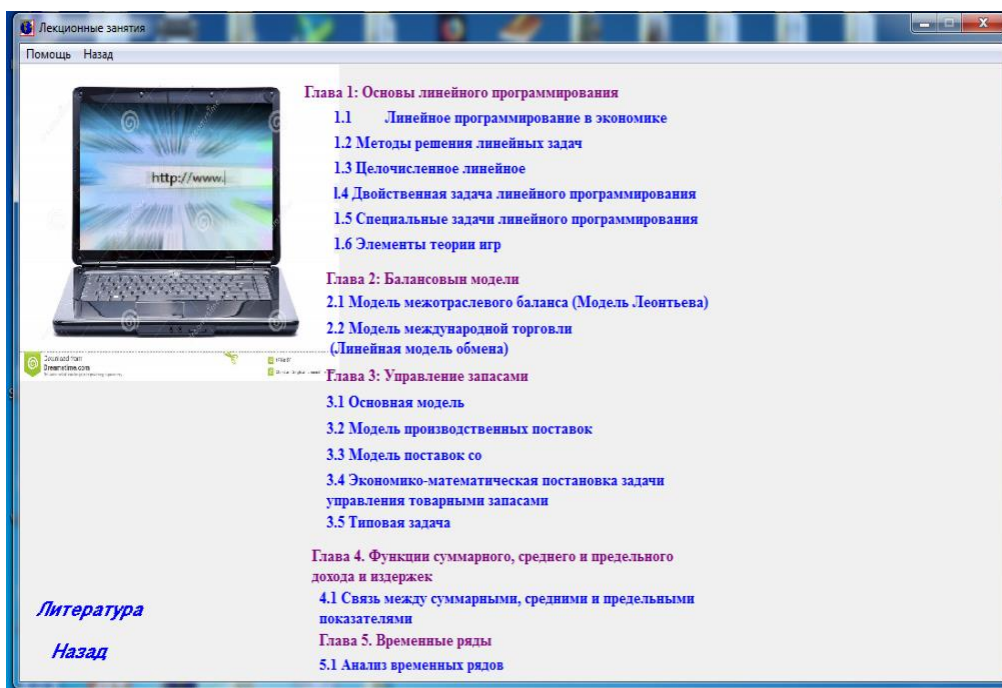 Лекционные занятия
Помощь Назад
http://www.
Глава 1: Основы линейного программирования
1.1 Линейное программирование в экономике
1.2 Методы решения линейных задач
1.3 Целочисленное линейное
1.4 Двойственная задача линейного программирования
1.5 Специальные задачи линейного программирования
1.6 Элементы теории игр
Глава 2: Балансовын модели
2.1 Модель межотраслевого баланса (Модель Леонтьева)
2.2 Модель международной торговли
(Линейная модель обмена)
Глава 3: Управление запасами
3.1 Основная модель
3.2 Модель производственных поставок
3.3 Модель поставок со
3.4 Экономико-математическая постановка задачи
управления товарными запасами
3.5 Типовая задача
Глава 4. Функции суммарного, среднего и предельного
дохода и издержек
4.1 Связь между суммарными, средними и предельными
показателями
Глава 5. Временные ряды
5.1 Анализ временных рядов
Download from
Dreamstime.com
Литература
Назад